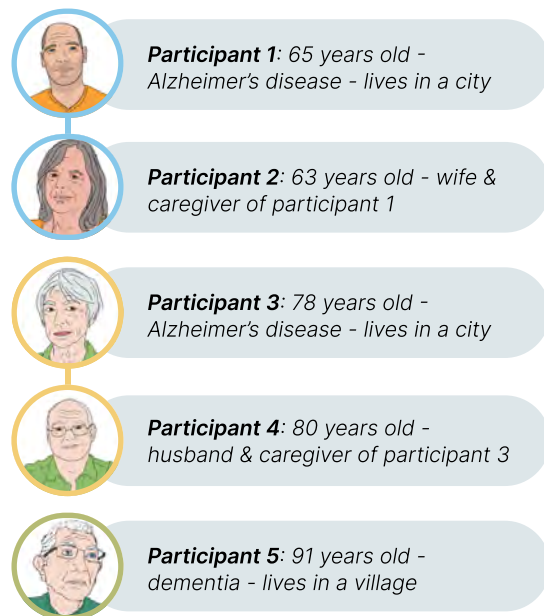 Participant 1: 65 years old -
Alzheimer’s disease - lives in a city
Participant 2: 63 years old - wife &
caregiver of participant 1
Participant 3: 78 years old -
Alzheimer’s disease - lives in a city
Participant 4: 80 years old -
husband & caregiver of participant 3
Participant 5: 91 years old -
dementia - lives in a village